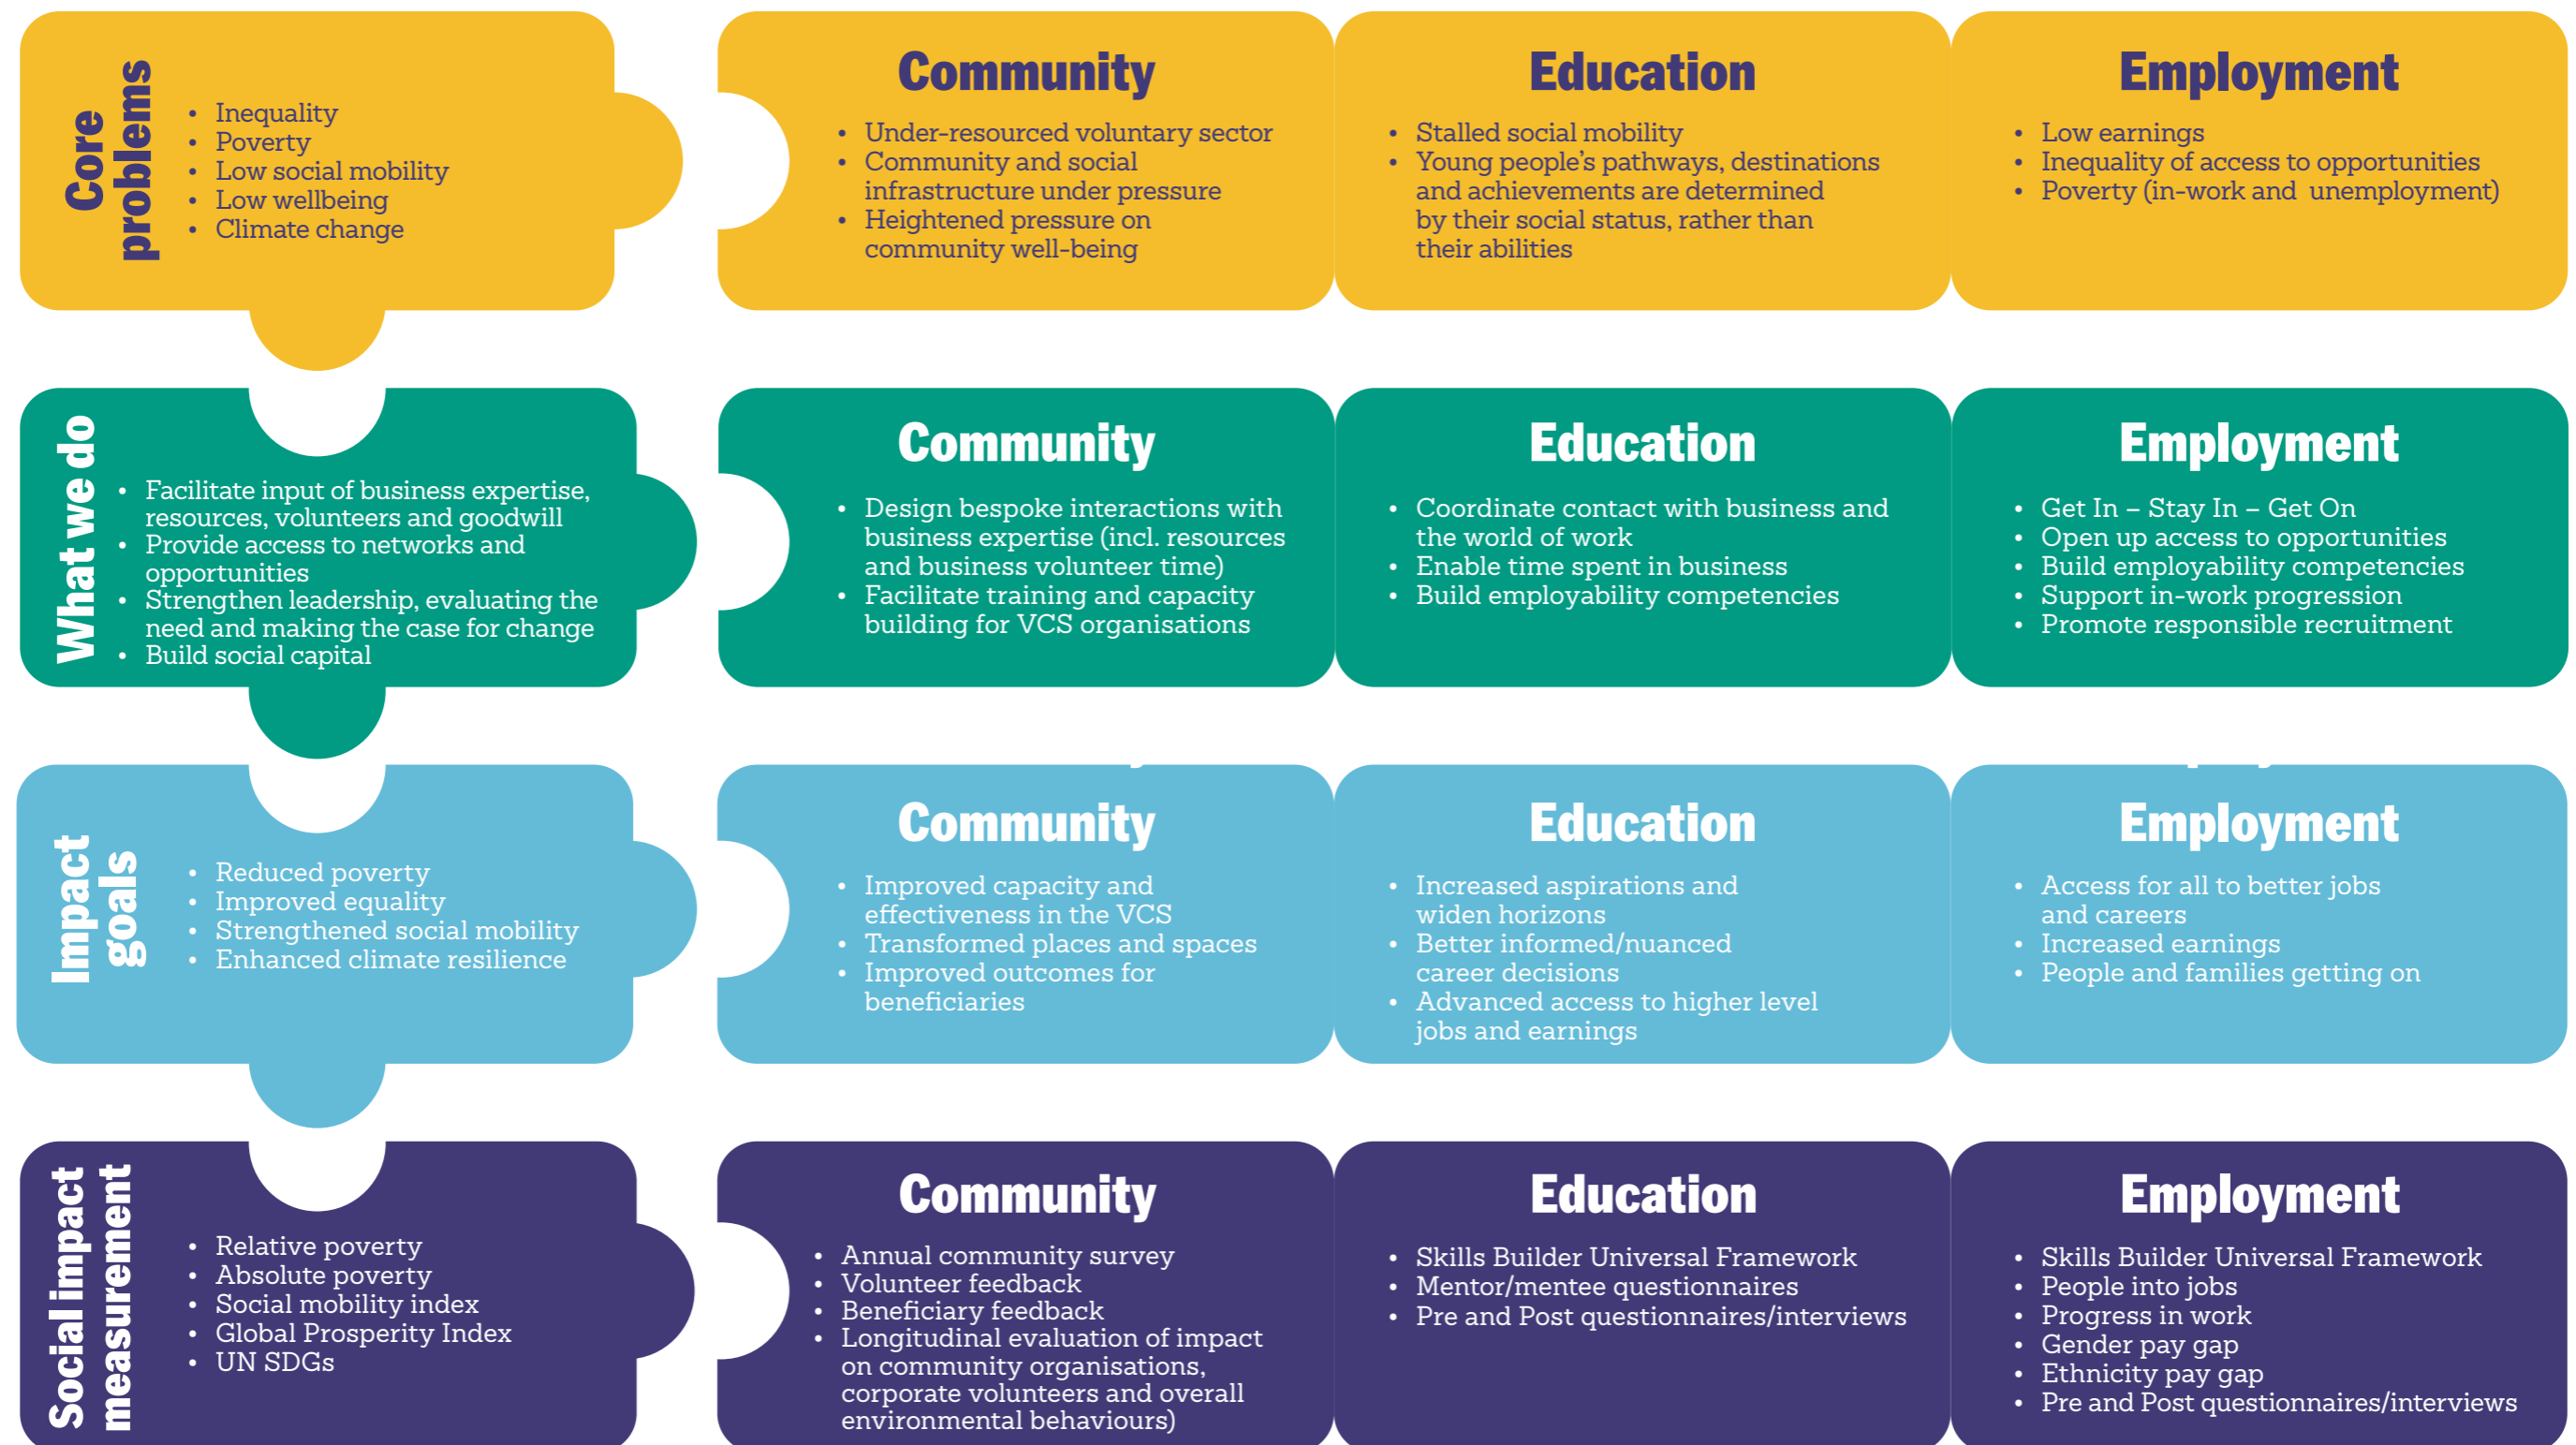 Core
problems
• Inequality
• Poverty
• Low social mobility
• Low wellbeing
• Climate change
Community
• Under-resourced voluntary sector
• Community and social
infrastructure under pressure
• Heightened pressure on
community well-being
Education
• Stalled social mobility
• Young people's pathways, destinations
and achievements are determined
by their social status, rather than
their abilities
Employment
• Low earnings
• Inequality of access to opportunities
• Poverty (in-work and unemployment)
What we do
• Facilitate input of business expertise,
resources, volunteers and goodwill
• Provide access to networks and
opportunities
• Strengthen leadership, evaluating the
need and making the case for change
• Build social capital
Community
• Design bespoke interactions with
business expertise (incl. resources
and business volunteer time)
• Facilitate training and capacity
building for VCS organisations
Education
• Coordinate contact with business and
the world of work
• Enable time spent in business
• Build employability competencies
Employment
• Get In – Stay In – Get On
• Open up access to opportunities
• Build employability competencies
• Support in-work progression
• Promote responsible recruitment
Impact
goals
• Reduced poverty
• Improved equality
• Strengthened social mobility
• Enhanced climate resilience
Community
• Improved capacity and
effectiveness in the VCS
• Transformed places and spaces
• Improved outcomes for
beneficiaries
Education
• Increased aspirations and
widen horizons
• Better informed/nuanced
career decisions
• Advanced access to higher level
jobs and earnings
Employment
• Access for all to better jobs
and careers
• Increased earnings
• People and families getting on
Social impact
measurement
• Relative poverty
• Absolute poverty
• Social mobility index
• Global Prosperity Index
• UN SDGs
Community
• Annual community survey
• Volunteer feedback
• Beneficiary feedback
• Longitudinal evaluation of impact
on community organisations,
corporate volunteers and overall
environmental behaviours)
Education
• Skills Builder Universal Framework
• Mentor/mentee questionnaires
• Pre and Post questionnaires/interviews
Employment
• Skills Builder Universal Framework
• People into jobs
• Progress in work
• Gender pay gap
• Ethnicity pay gap
• Pre and Post questionnaires/interviews